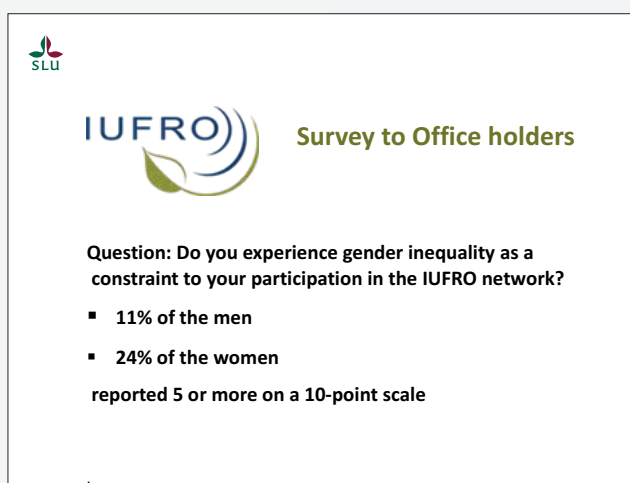 SLU
IUFRO
Survey to Office holders
Question: Do you experience gender inequality as a
constraint to your participation in the IUFRO network?
▪ 11% of the men
▪ 24% of the women
reported 5 or more on a 10-point scale